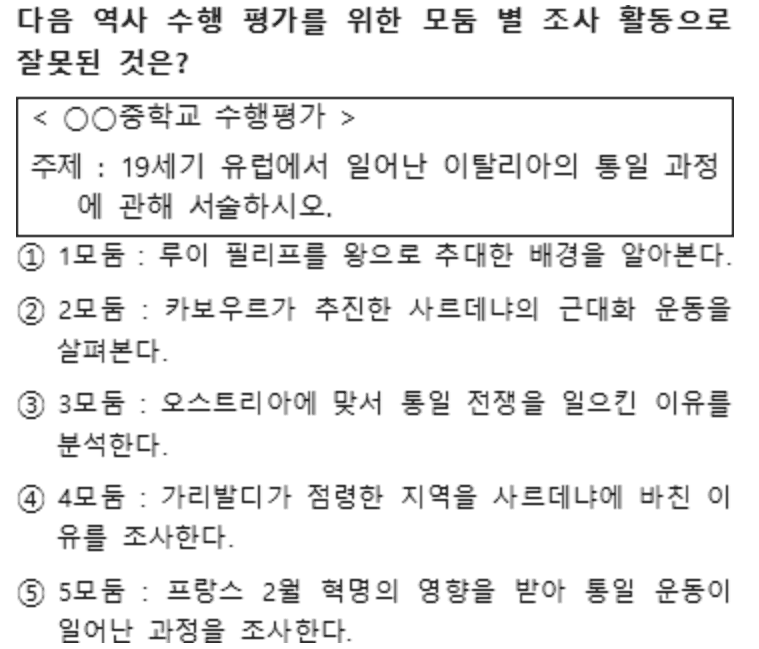 다음 역사 수행 평가를 위한 모둠 별 조사 활동으로
잘못된 것은?
< ○○중학교 수행평가 >
주제 : 19세기 유럽에서 일어난 이탈리아의 통일 과정
에 관해 서술하시오.
① 1모둠 : 루이 필리프를 왕으로 추대한 배경을 알아본다.
② 2모둠 : 카보우르가 추진한 사르데냐의 근대화 운동을
살펴본다.
③ 3모둠 : 오스트리아에 맞서 통일 전쟁을 일으킨 이유를
분석한다.
④ 4모둠 : 가리발디가 점령한 지역을 사르데냐에 바친 이
유를 조사한다.
⑤ 5모둠 : 프랑스 2월 혁명의 영향을 받아 통일 운동이
일어난 과정을 조사한다.